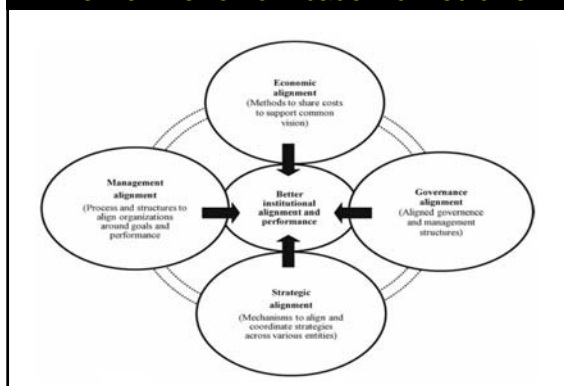 Economic
alignment
(Methods to share costs
to support common
vision)
Management
alignment
(Process and structures to
align organizations
around goals and
performance
Better
institutional
alignment and
performance
Governance
alignment
(Aligned governence
and management
structures)
Strategic
alignment
(Mechanisms to align and
coordinate strategies
across various entities)